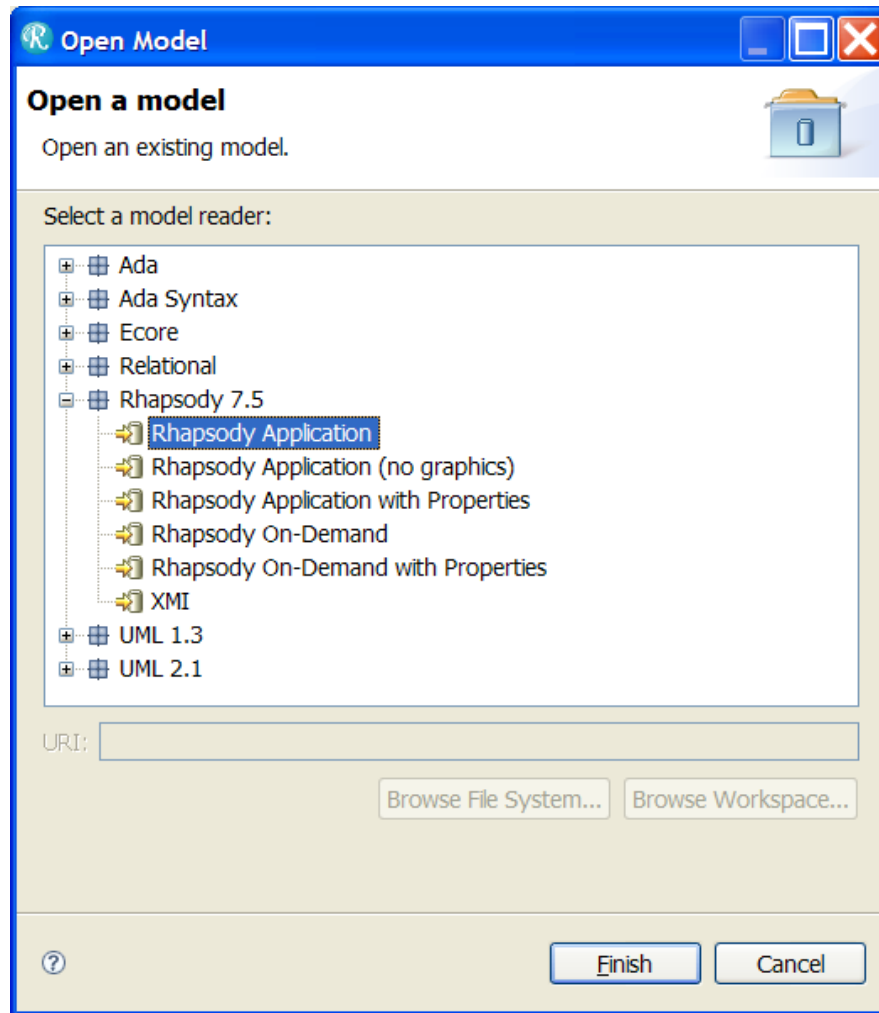 Open Model
Open a model
Open an existing model.
Select a model reader:
Ada
Ada Syntax
Ecore
Relational
Rhapsody 7.5
Rhapsody Application
Rhapsody Application (no graphics)
Rhapsody Application with Properties
Rhapsody On-Demand
Rhapsody On-Demand with Properties
XMI
UML 1.3
UML 2.1
URI:
Browse File System... Browse Workspace...
Finish Cancel